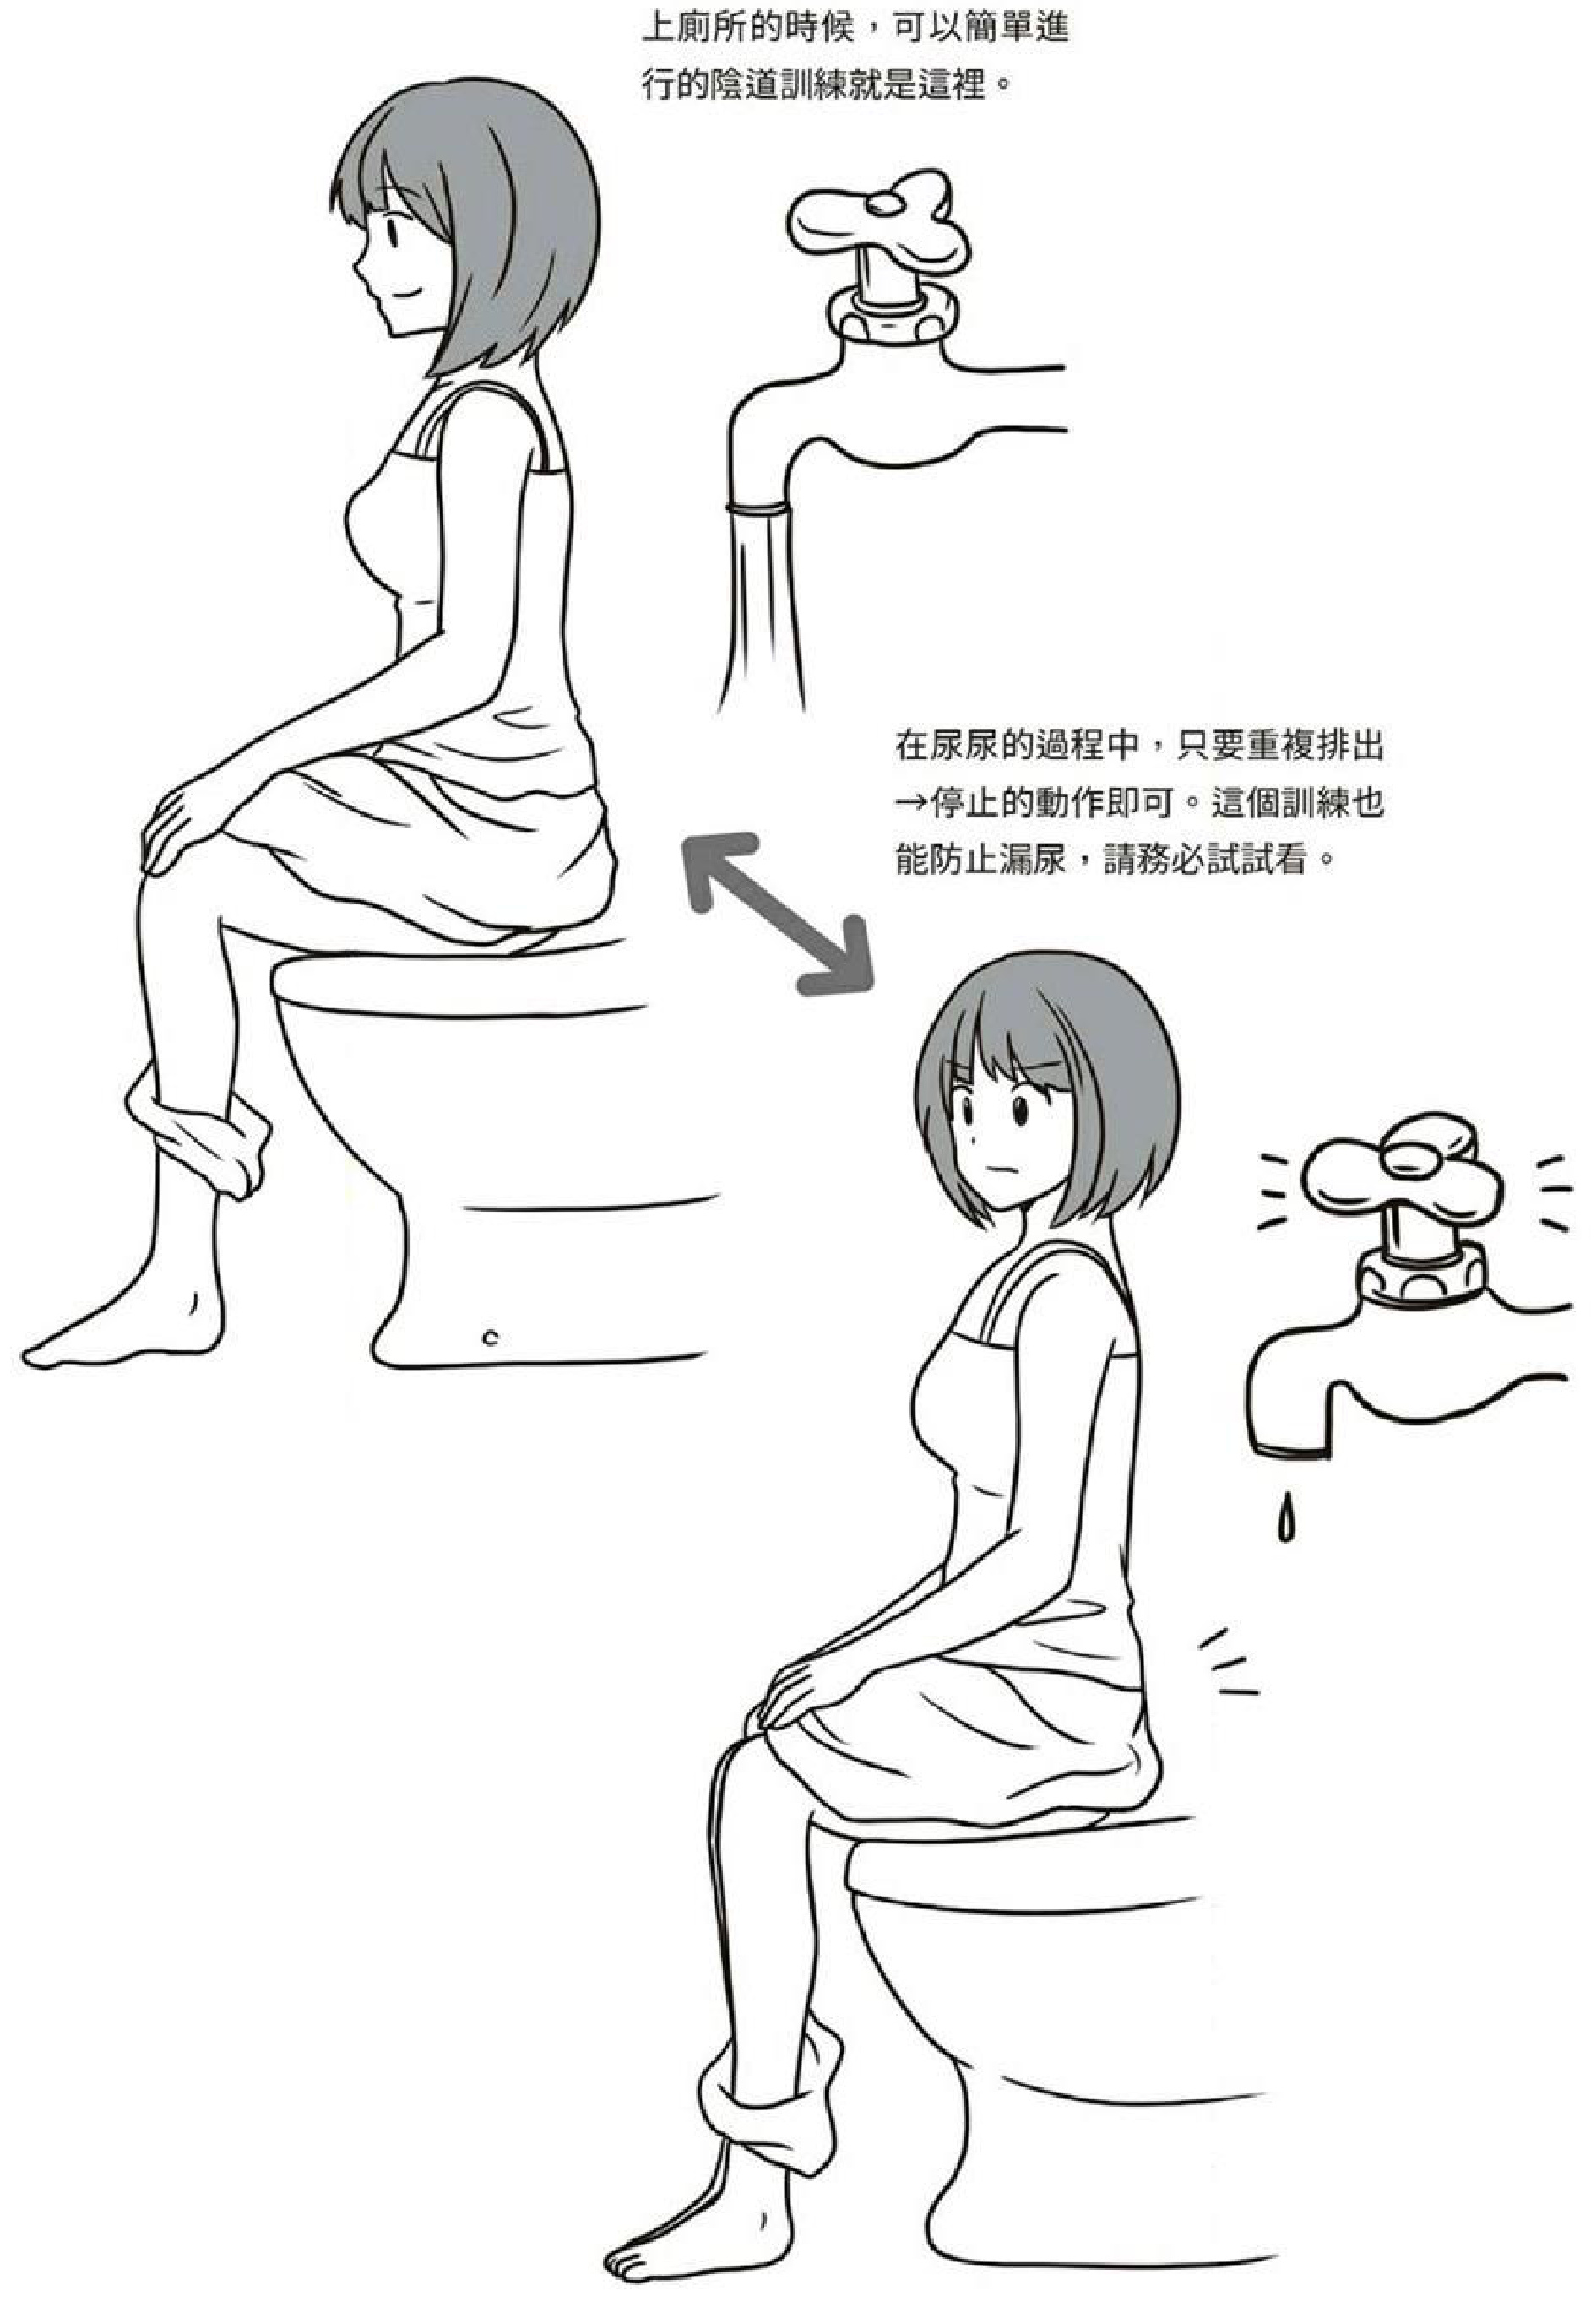 上廁所的時候，可以簡單進
行的陰道訓練就是這裡。
在尿尿的過程中，只要重複排出
→停止的動作即可。這個訓練也
能防止漏尿，請務必試試看。